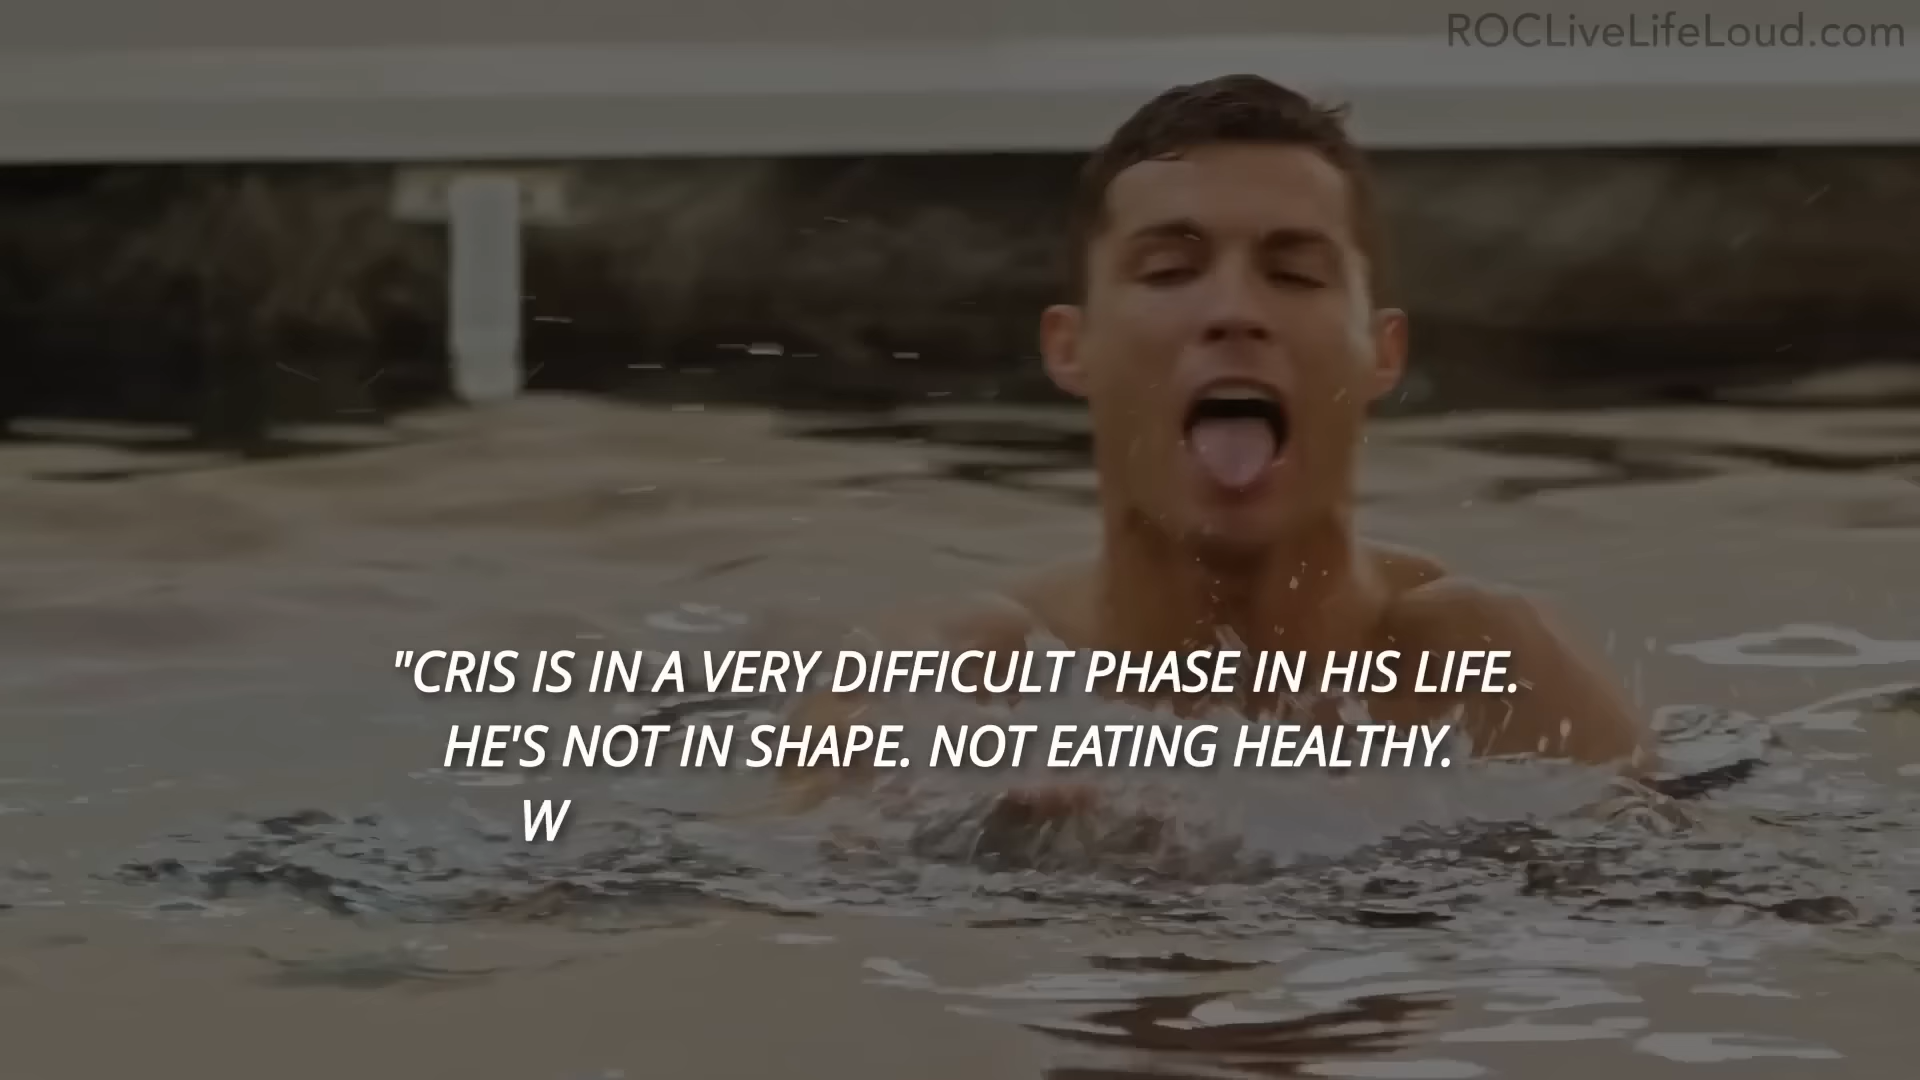 ROCLiveLifeLoud.com
"CRIS IS IN A VERY DIFFICULT PHASE IN HIS LIFE.
HE'S NOT IN SHAPE. NOT EATING HEALTHY.
W